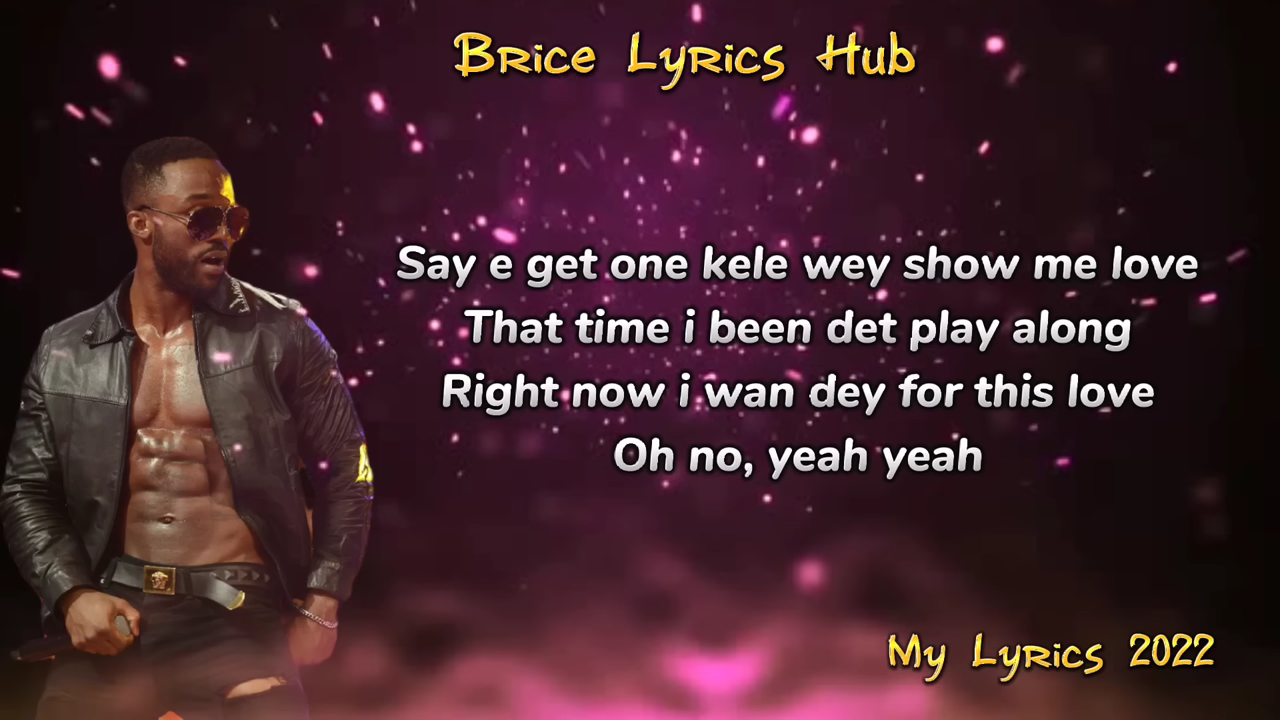 Brice Lyrics Hub
Say e get one kele wey show me love
That time i been det play along
Right now i wan dey for this love
Oh no, yeah yeah
My Lyrics 2022